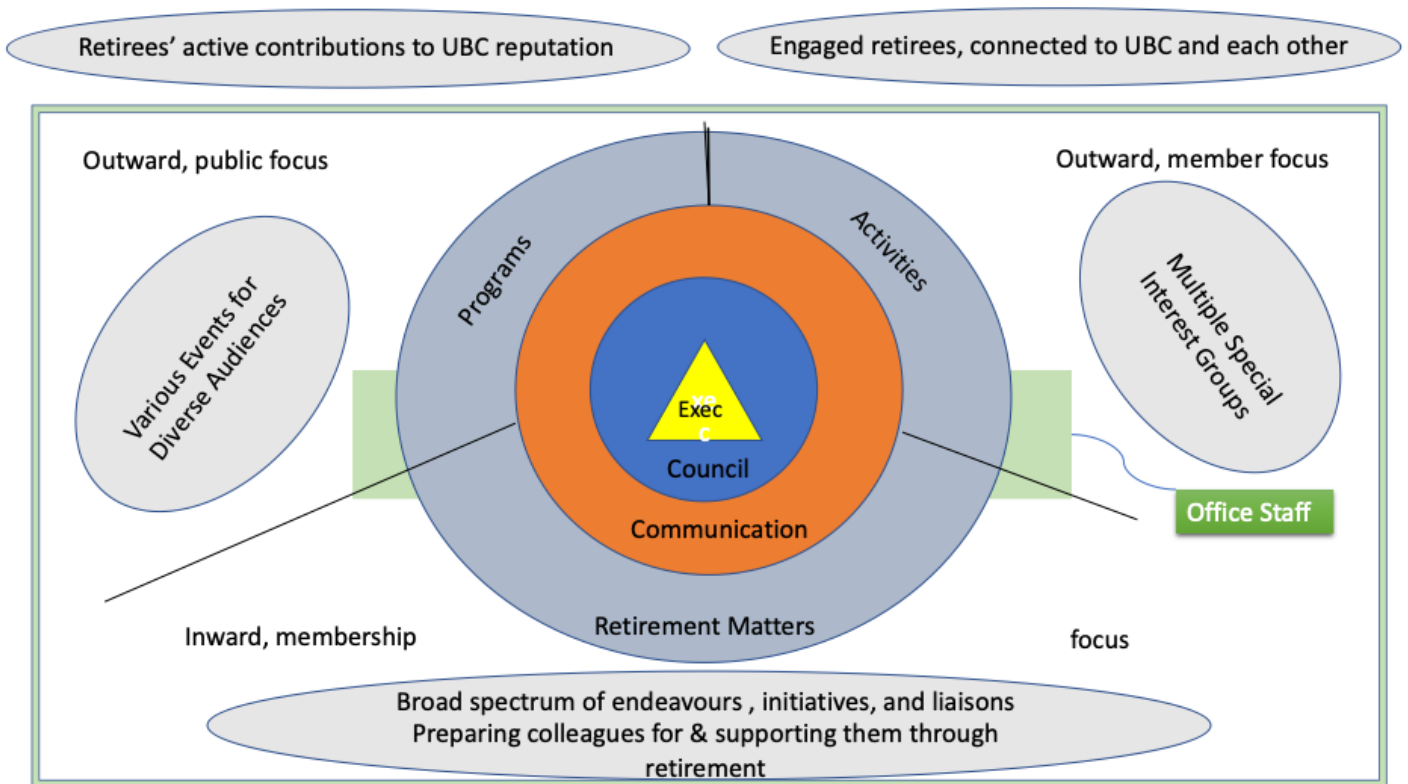 Retirees' active contributions to UBC reputation
Engaged retirees, connected to UBC and each other
Outward, public focus
Outward, member focus
Programs
Activities
Various Events for
Diverse Audiences
Multiple Special
Interest Groups
Exec
Council
Communication
Office Staff
Retirement Matters
Inward, membership
focus
Broad spectrum of endeavours , initiatives, and liaisons
Preparing colleagues for & supporting them through
retirement